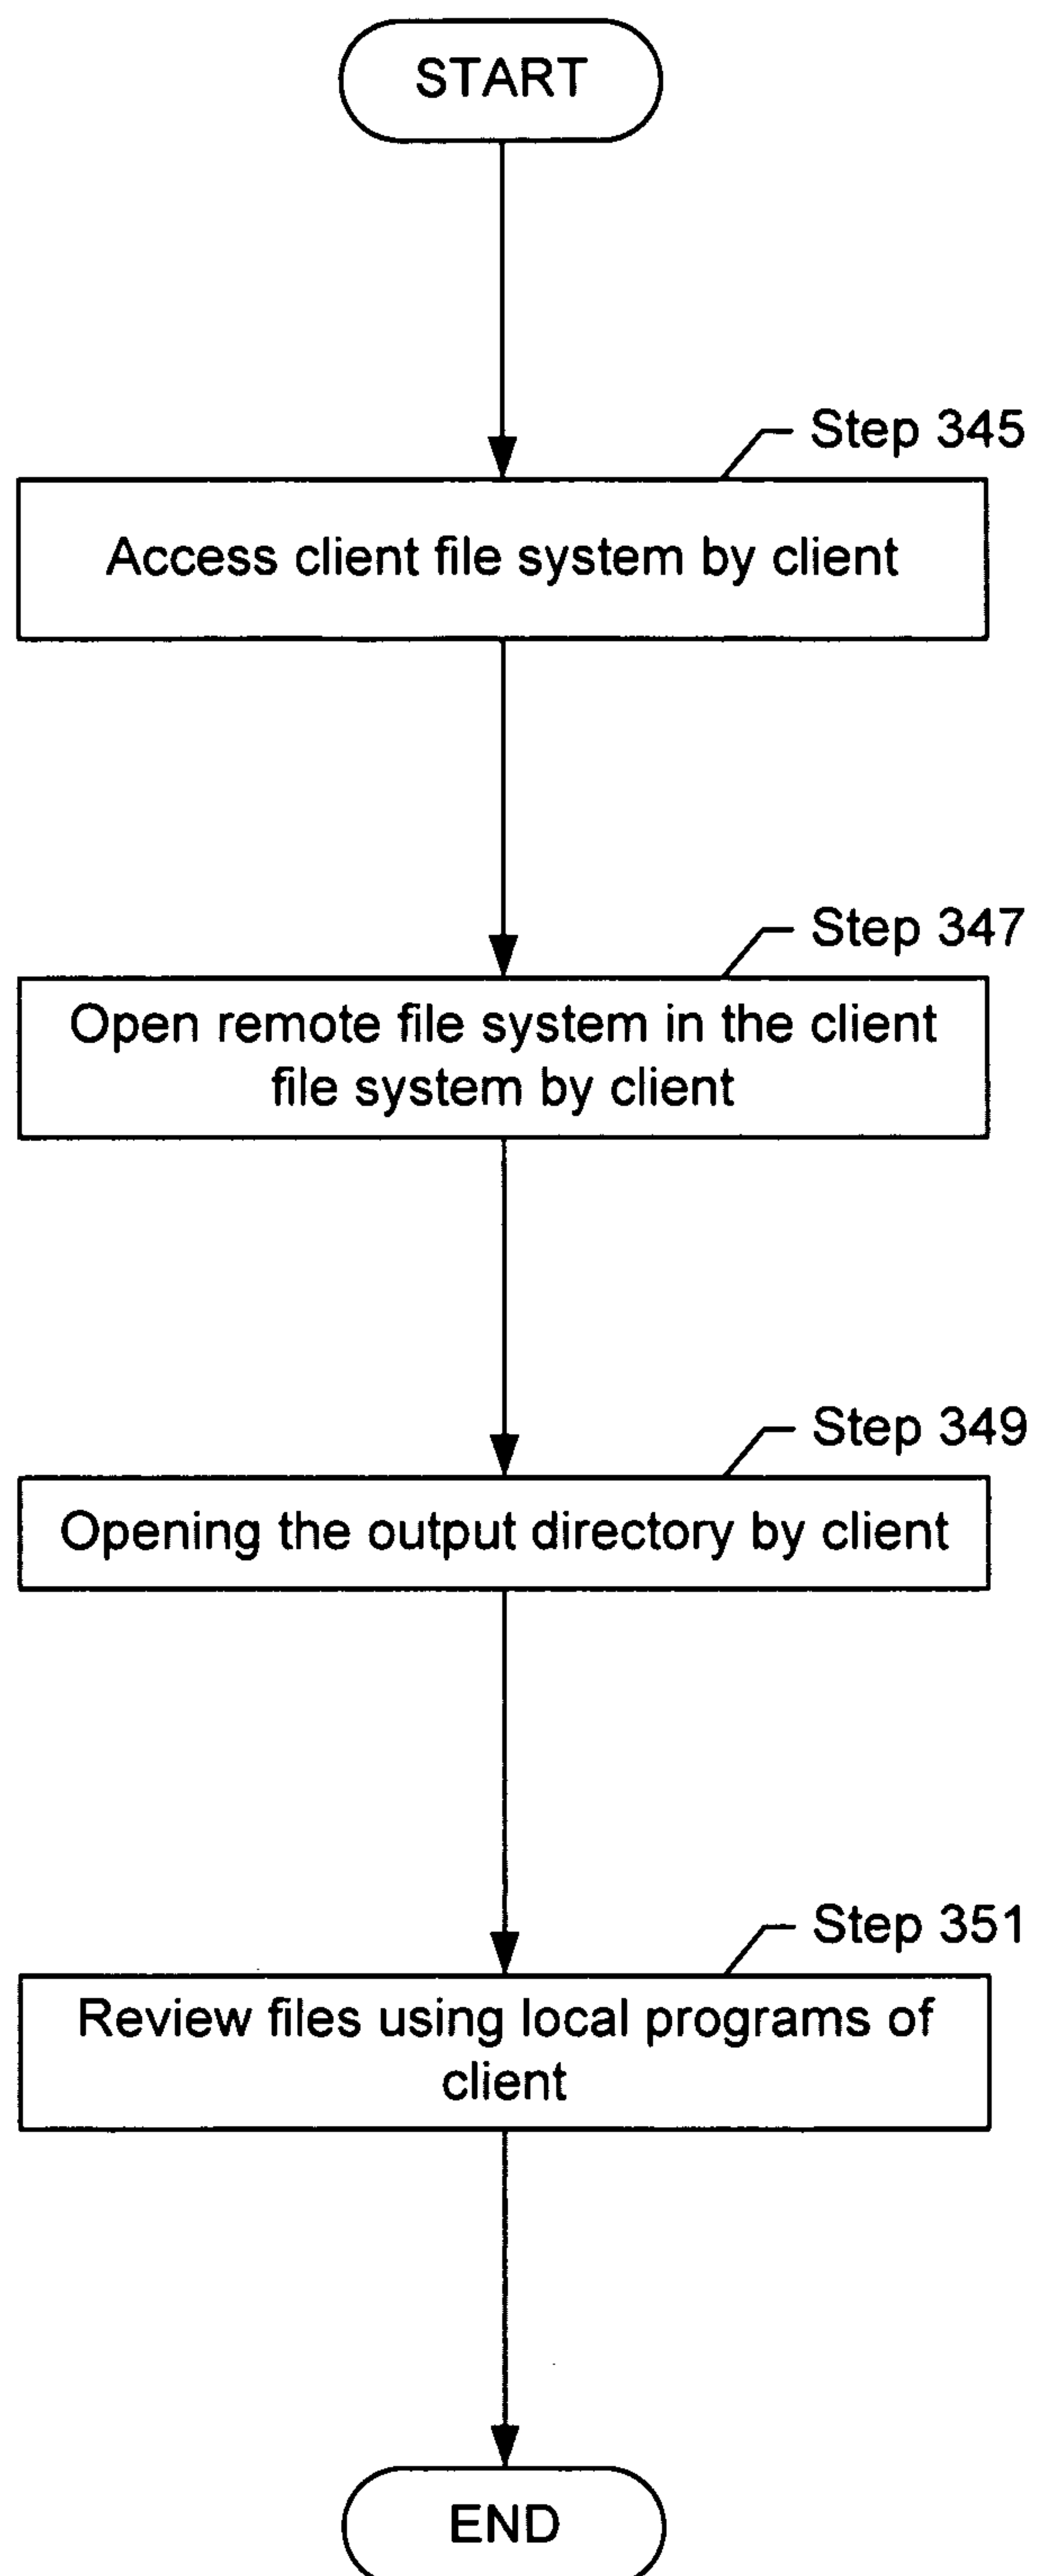 START
Step 345
Access client file system by client
Step 347
Open remote file system in the client
file system by client
Step 349
Opening the output directory by client
Step 351
Review files using local programs of
client
END